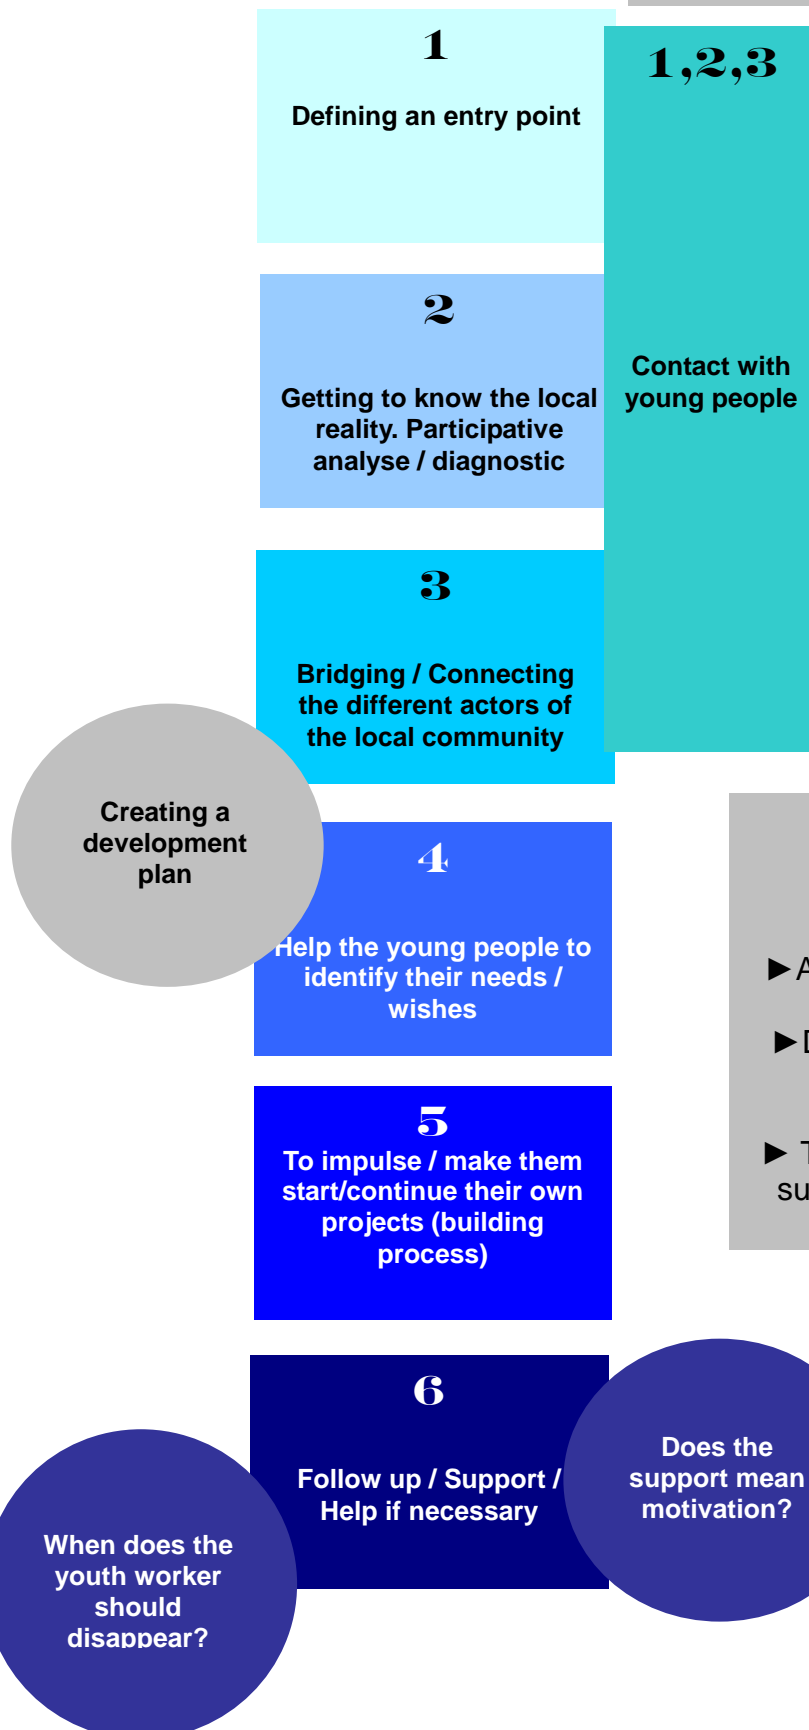 1
Defining an entry point
1,2,3
Contact with
young people
2
Getting to know the local
reality. Participative
analyse / diagnostic
3
Bridging / Connecting
the different actors of
the local community
Creating a
development
plan
4
Help the young people to
identify their needs /
wishes
►
►
►
5
To impulse / make them
start/continue their own
projects (building
process)
6
Follow up / Support /
Help if necessary
Does the
support mean
motivation?
When does the
youth worker
should
disappear?